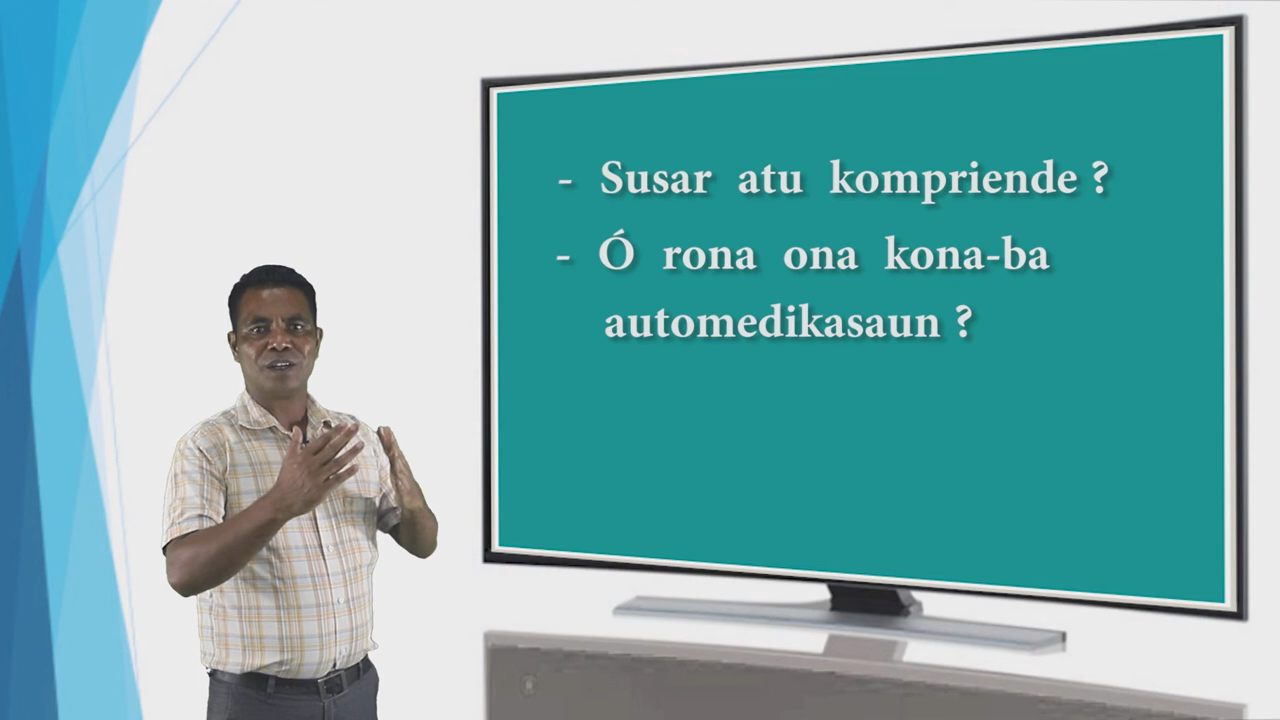 - Susar atu kompriende ?
- Ó rona ona kona-ba
automedikasaun ?